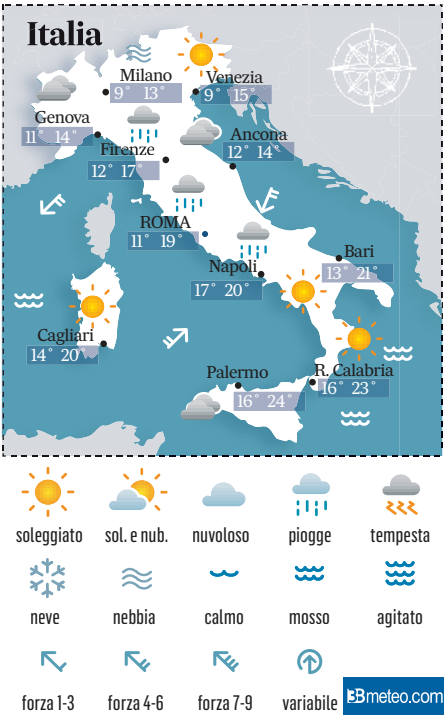 Italia
Milano
9° 13°
Venezia
9° 15°
Genova
11° 14°
Firenze
12° 17°
Ancona
12° 14°
ROMA
11° 19°
Napoli
17° 20°
Bari
13° 21°
Cagliari
14° 20°
Palermo
16° 24°
R. Calabria
16° 23°
soleggiato sol. e nub. nuvoloso piogge tempesta
neve nebbia calmo mosso agitato
forza 1-3 forza 4-6 forza 7-9 variabile
3Bmeteo.com